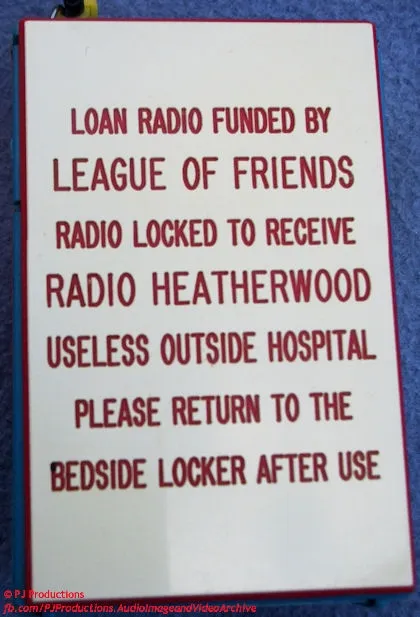 LOAN RADIO FUNDED BY
LEAGUE OF FRIENDS
RADIO LOCKED TO RECEIVE
RADIO HEATHERWOOD
USELESS OUTSIDE HOSPITAL
PLEASE RETURN TO THE
BEDSIDE LOCKER AFTER USE
© PJ Productions
fb.com/PJProductions.AudioImageandVideoArchive